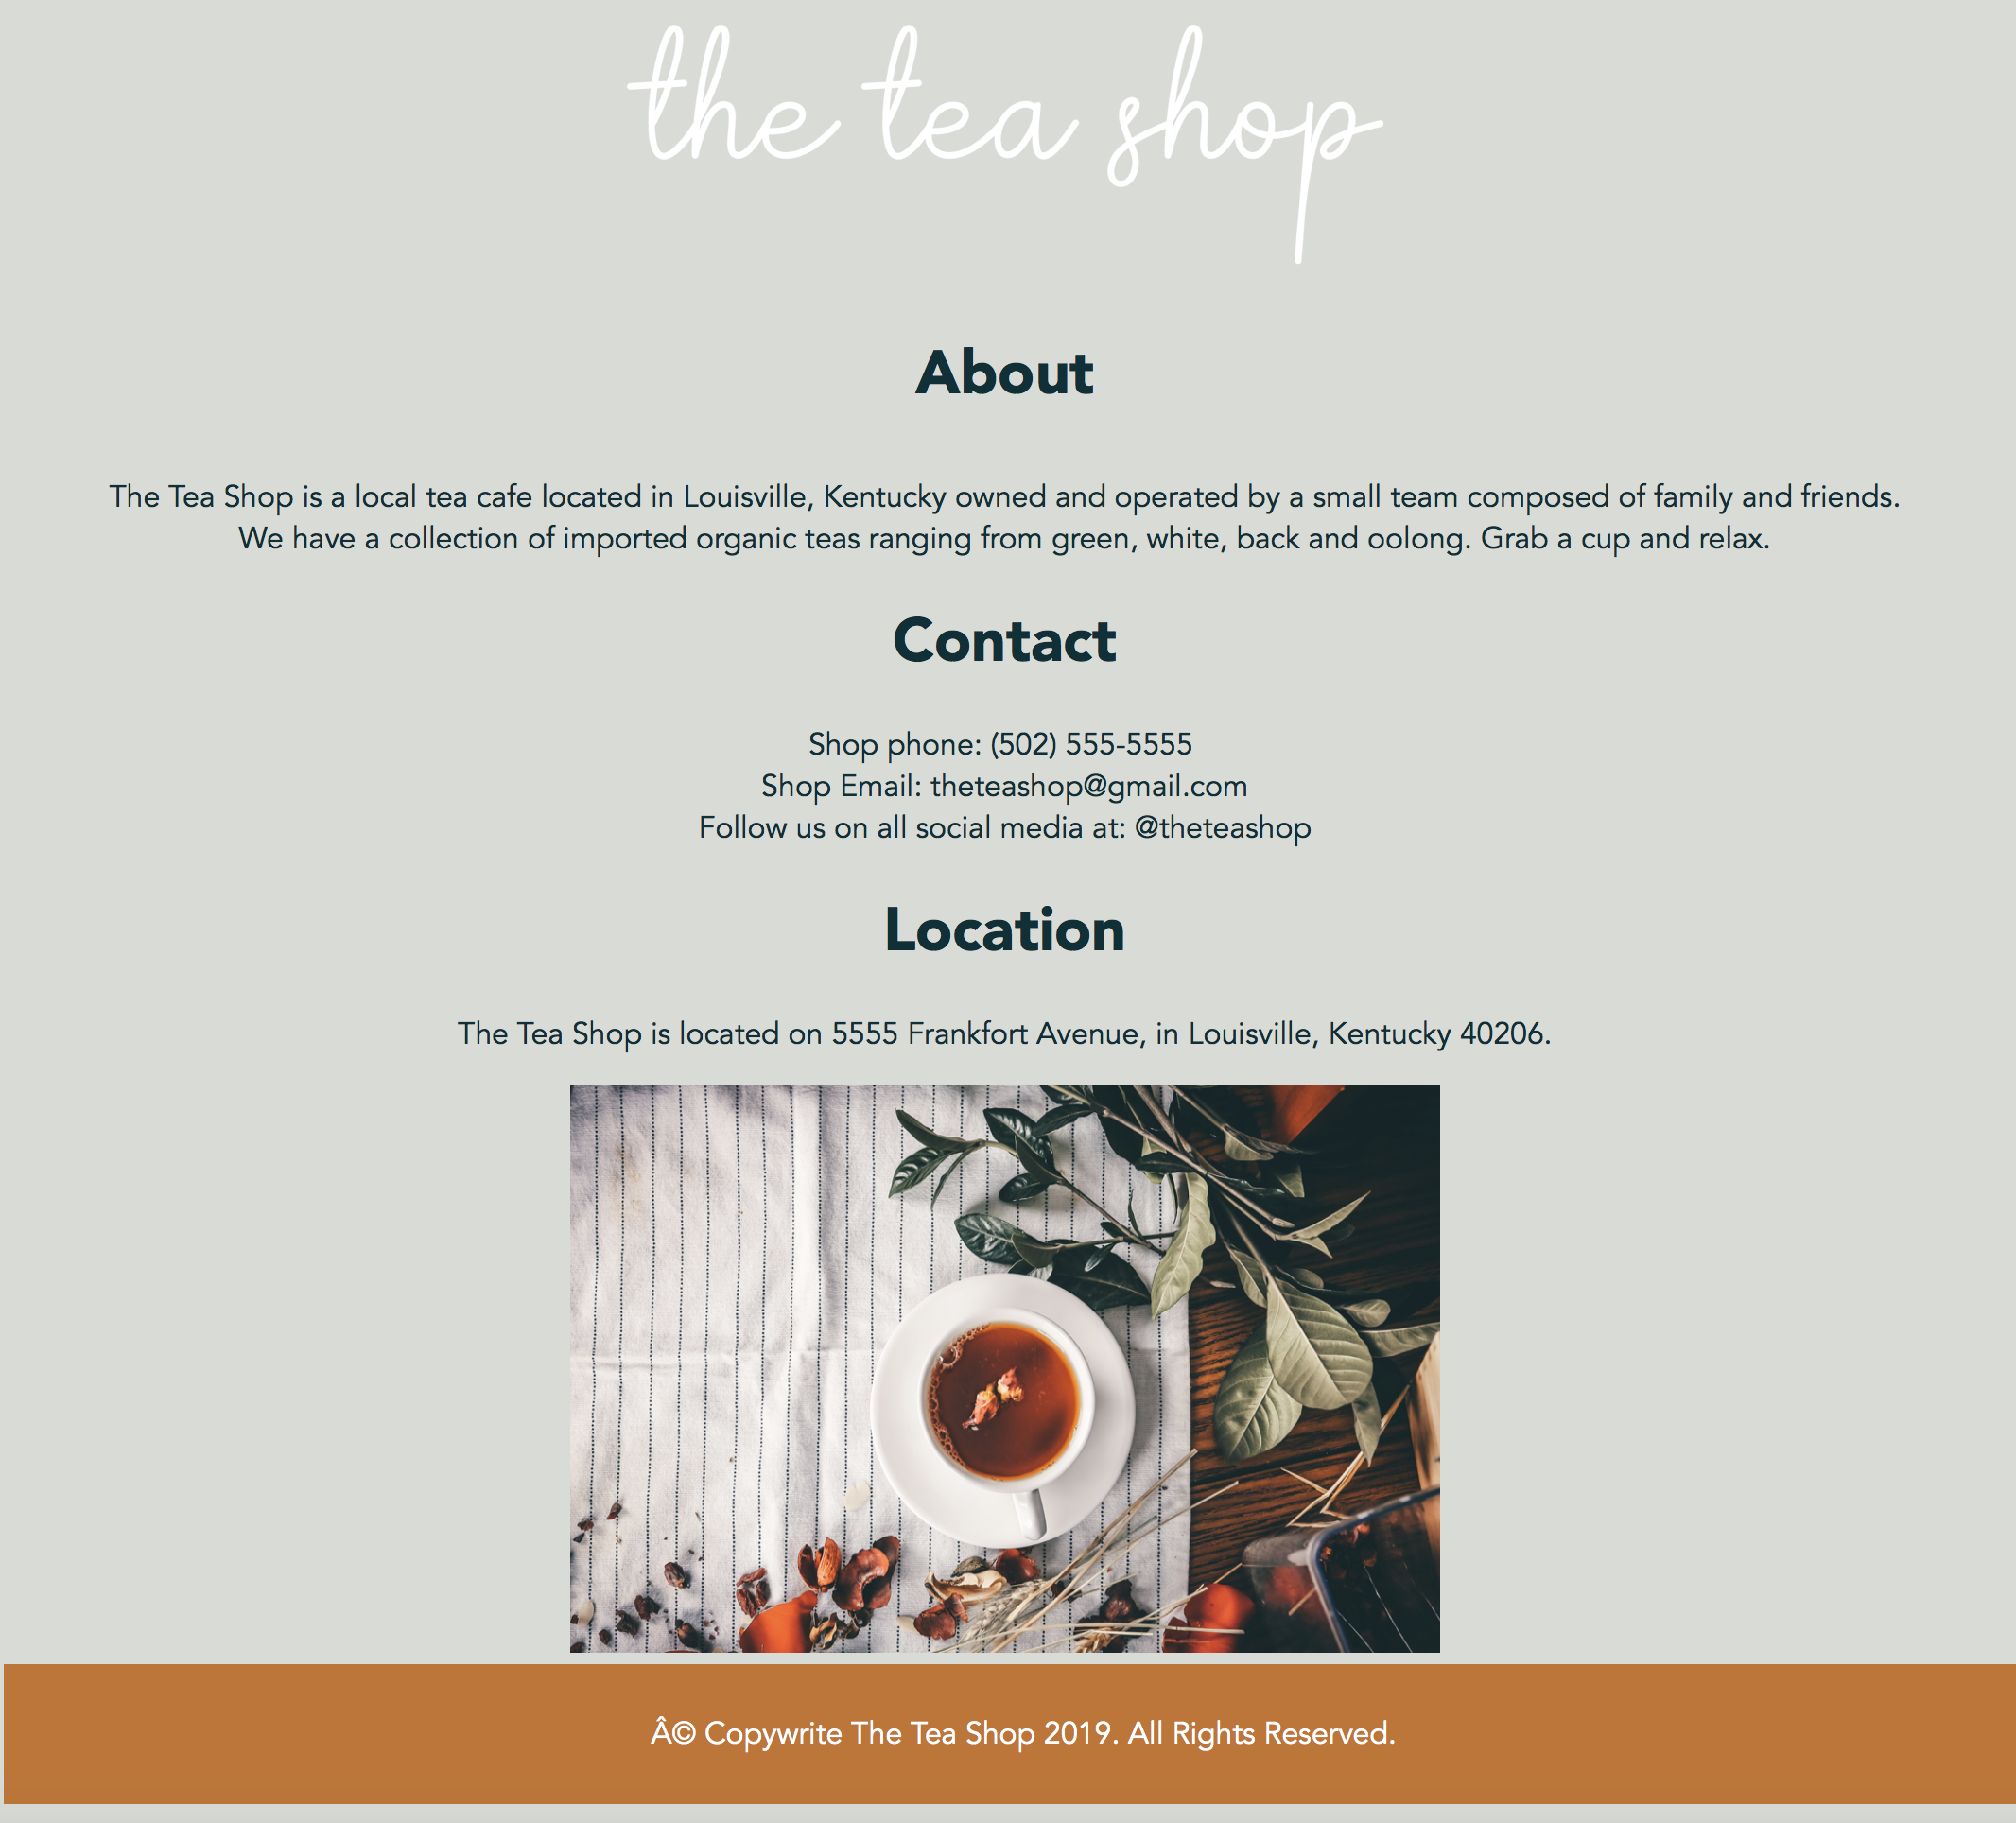 the tea shop
About
The Tea Shop is a local tea cafe located in Louisville, Kentucky owned and operated by a small team composed of family and friends.
We have a collection of imported organic teas ranging from green, white, back and oolong. Grab a cup and relax.
Contact
Shop phone: (502) 555-5555
Shop Email: theteashop@gmail.com
Follow us on all social media at: @theteashop
Location
The Tea Shop is located on 5555 Frankfort Avenue, in Louisville, Kentucky 40206.
Â© Copywrite The Tea Shop 2019. All Rights Reserved.